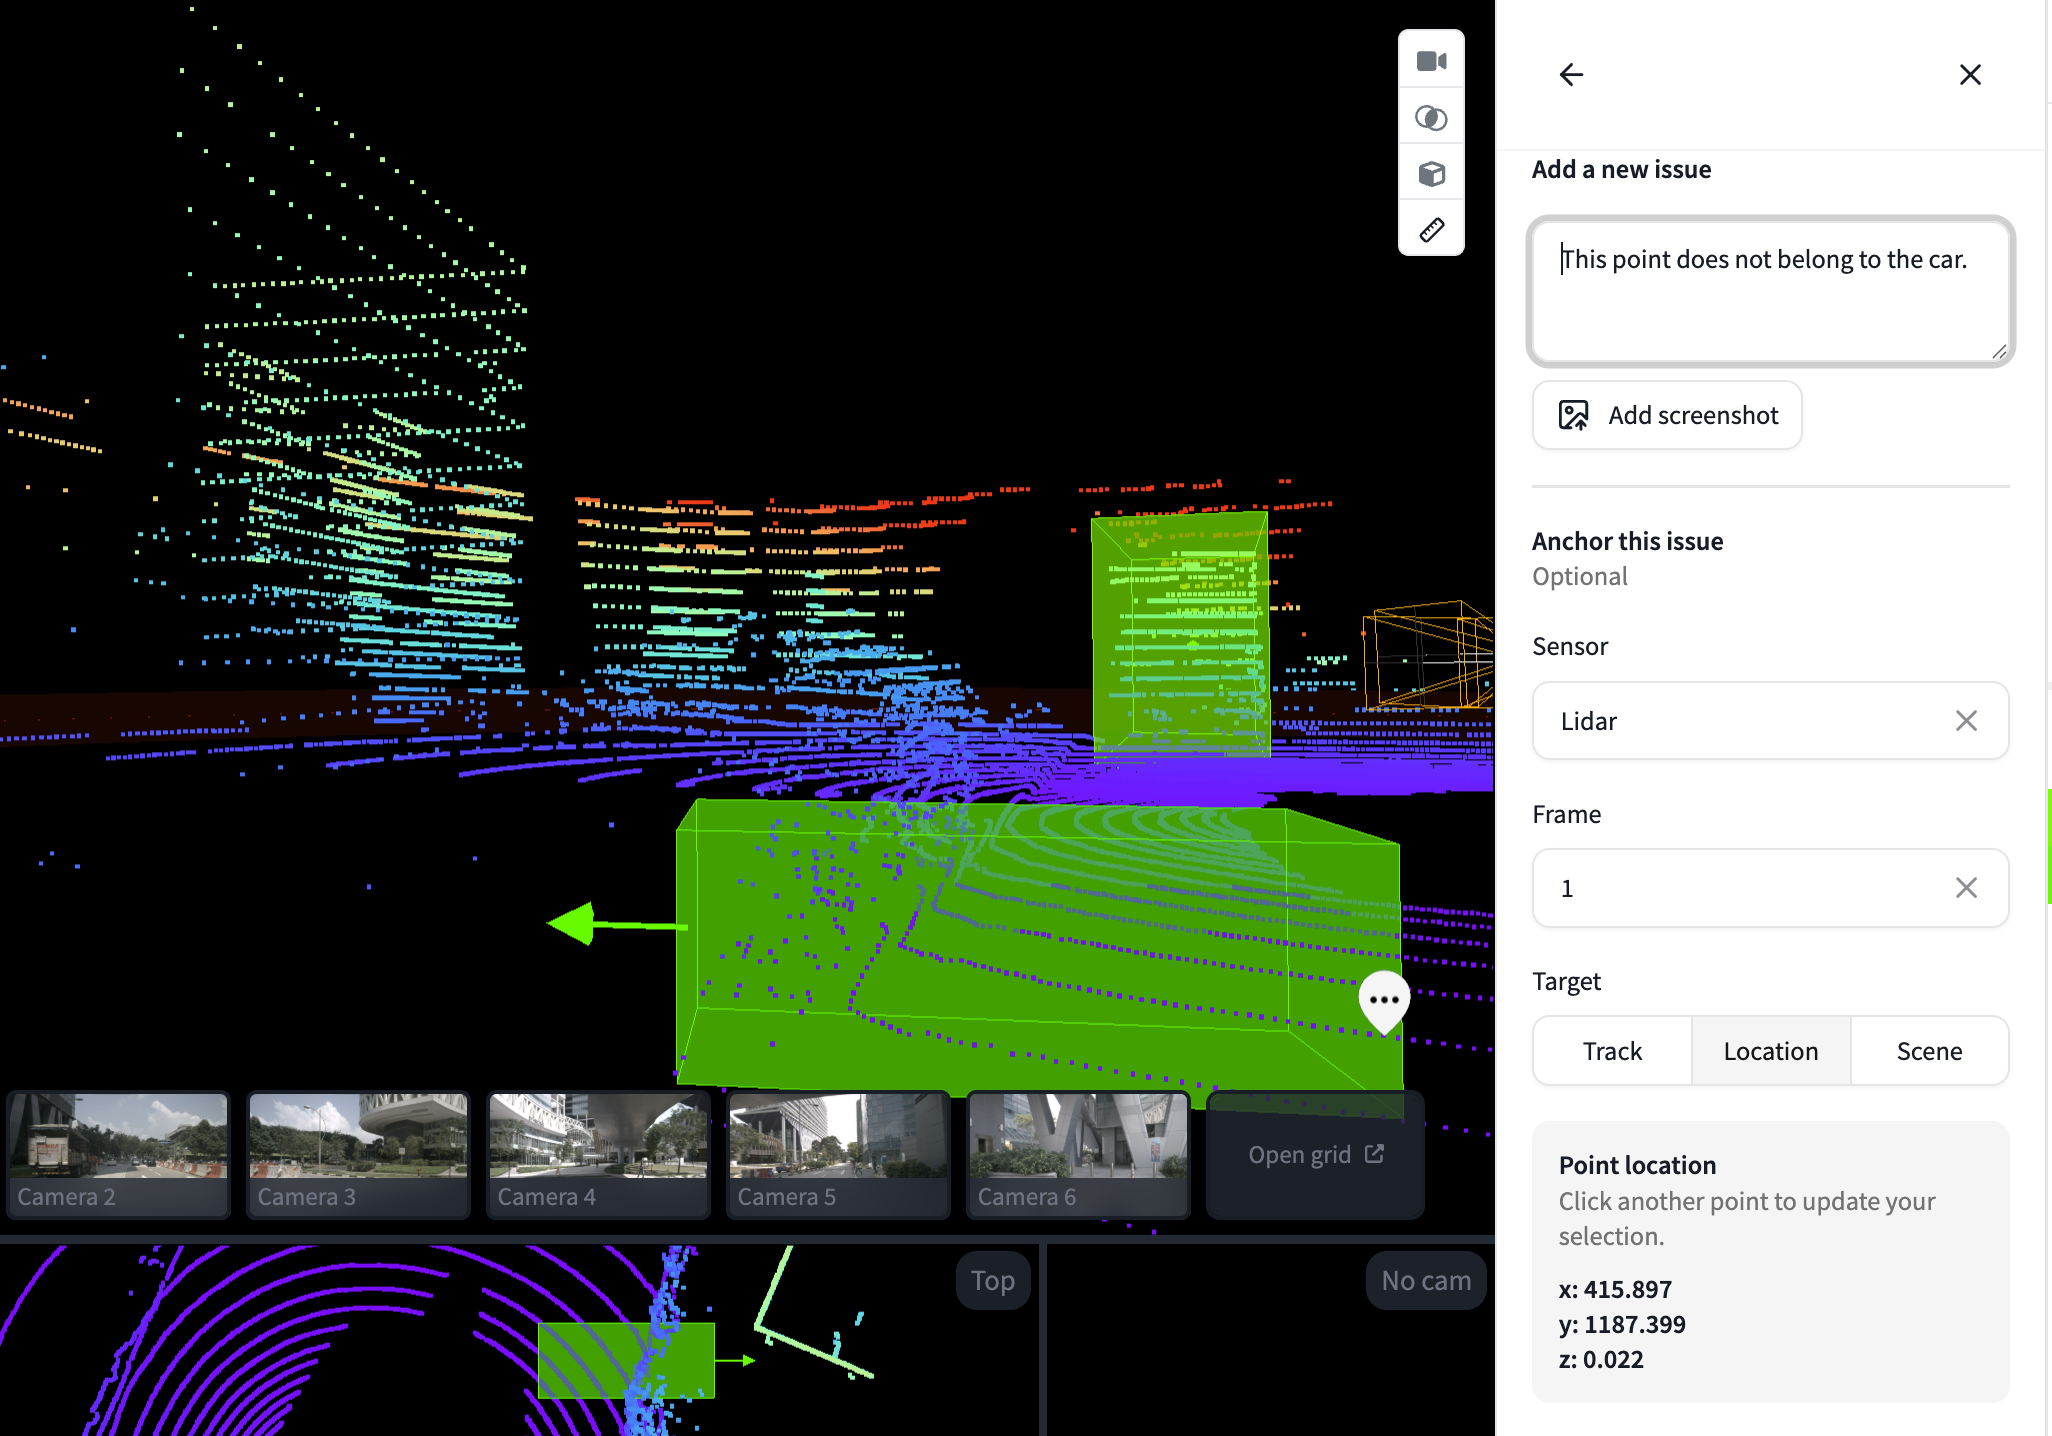 Add a new issue
This point does not belong to the car.
Add screenshot
Anchor this issue
Optional
Sensor
Lidar
Frame
1
Target
Track
Location
Scene
Point location
Click another point to update your
selection.
x: 415.897
y: 1187.399
z: 0.022
Camera 2
Camera 3
Camera 4
Camera 5
Camera 6
Open grid
Top
No cam